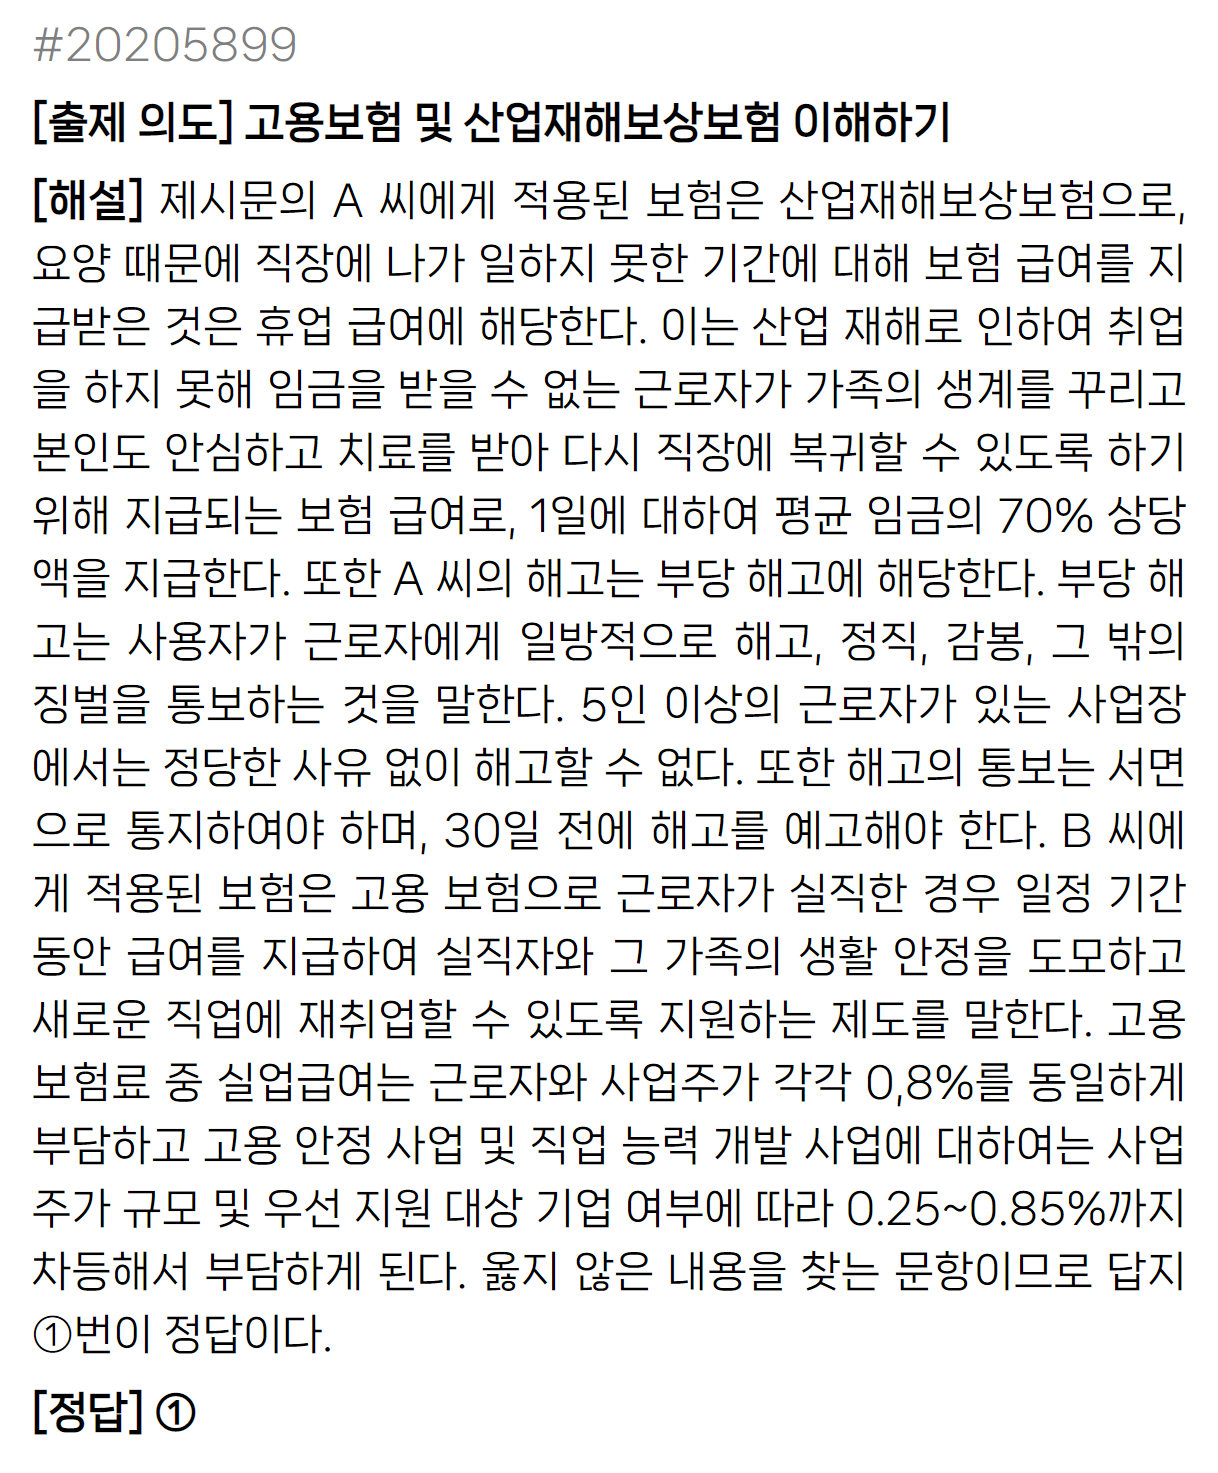 #20205899
[출제 의도] 고용보험 및 산업재해보상보험 이해하기
[해설] 제시문의 A 씨에게 적용된 보험은 산업재해보상보험으로,
요양 때문에 직장에 나가 일하지 못한 기간에 대해 보험 급여를 지
급받은 것은 휴업 급여에 해당한다. 이는 산업 재해로 인하여 취업
을 하지 못해 임금을 받을 수 없는 근로자가 가족의 생계를 꾸리고
본인도 안심하고 치료를 받아 다시 직장에 복귀할 수 있도록 하기
위해 지급되는 보험 급여로, 1일에 대하여 평균 임금의 70% 상당
액을 지급한다. 또한 A 씨의 해고는 부당 해고에 해당한다. 부당 해
고는 사용자가 근로자에게 일방적으로 해고, 정직, 감봉, 그 밖의
징벌을 통보하는 것을 말한다. 5인 이상의 근로자가 있는 사업장
에서는 정당한 사유 없이 해고할 수 없다. 또한 해고의 통보는 서면
으로 통지하여야 하며, 30일 전에 해고를 예고해야 한다. B 씨에
게 적용된 보험은 고용 보험으로 근로자가 실직한 경우 일정 기간
동안 급여를 지급하여 실직자와 그 가족의 생활 안정을 도모하고
새로운 직업에 재취업할 수 있도록 지원하는 제도를 말한다. 고용
보험료 중 실업급여는 근로자와 사업주가 각각 0,8%를 동일하게
부담하고 고용 안정 사업 및 직업 능력 개발 사업에 대하여는 사업
주가 규모 및 우선 지원 대상 기업 여부에 따라 0.25~0.85%까지
차등해서 부담하게 된다. 옳지 않은 내용을 찾는 문항이므로 답지
①번이 정답이다.
[정답] ①